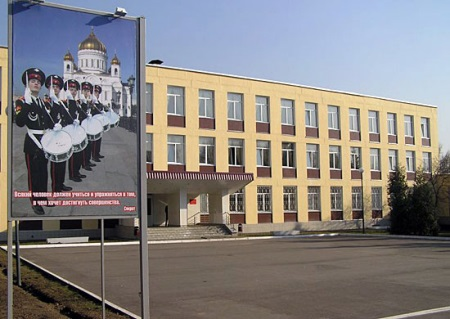 Всякий человек должен учиться и упражняться в том,
в чем хочет достигнуть совершенства.
Сократ